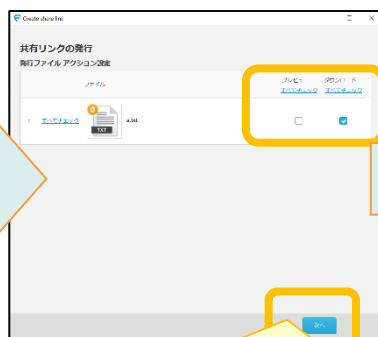 Create share link
共有リンクの発行
発行ファイル アクション設定
ファイル
プレビュー ダウンロード
すべてチェック すべてチェック
1 すべてチェック TXT a.txt
次へ